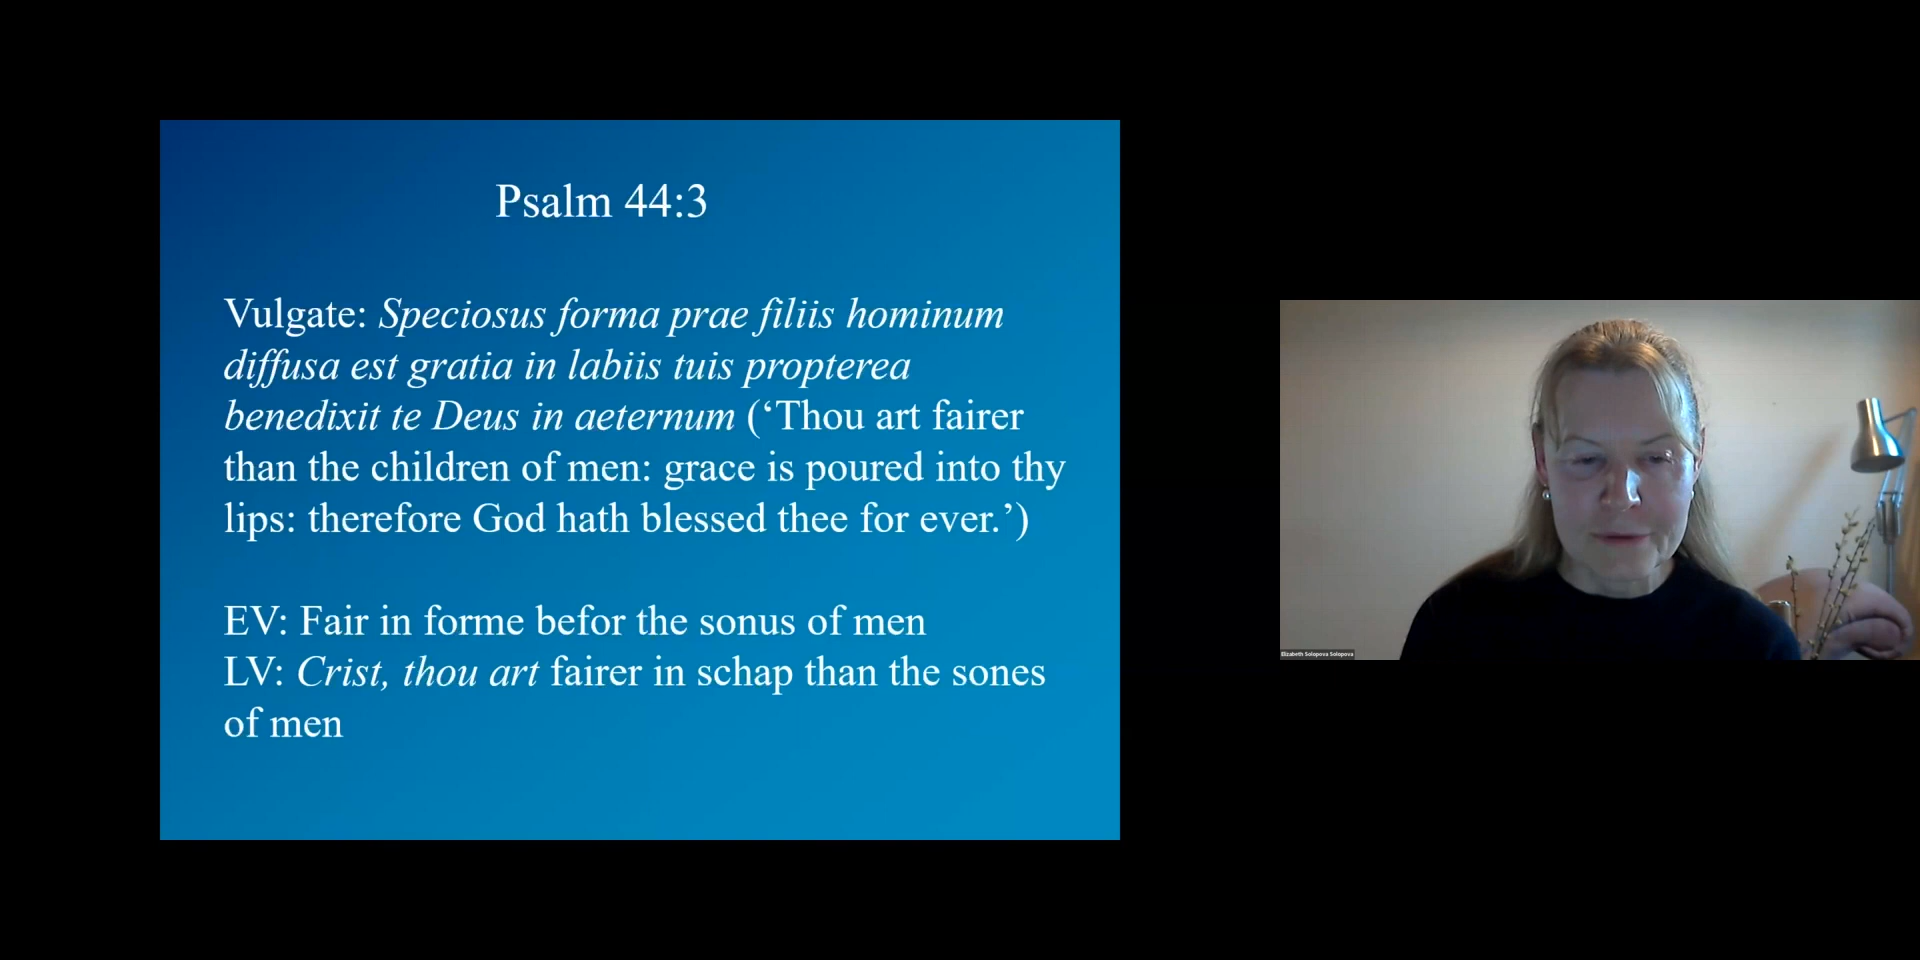 Psalm 44:3
Vulgate: Speciosus forma prae filiis hominum
diffusa est gratia in labiis tuis propterea
benedixit te Deus in aeternum (‘Thou art fairer
than the children of men: grace is poured into thy
lips: therefore God hath blessed thee for ever.’)
EV: Fair in forme befor the sonus of men
LV: Crist, thou art fairer in schap than the sones
of men
Elizabeth Solopova Solopova